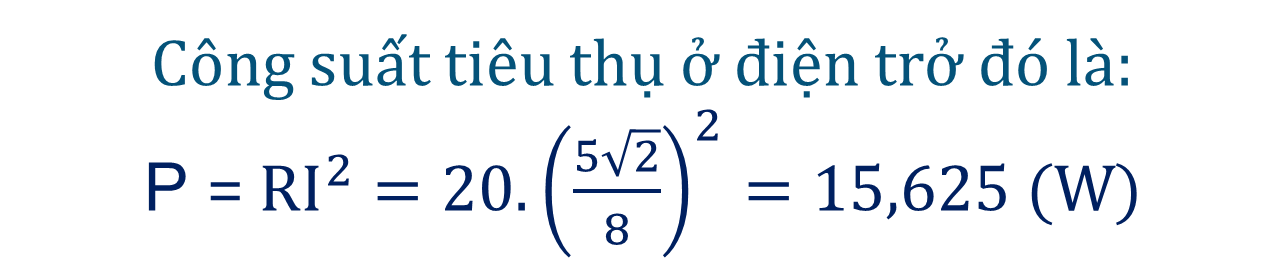 Công suất tiêu thụ ở điện trở đó là:
P = RI² = 20.(5√2/8)² = 15,625 (W)